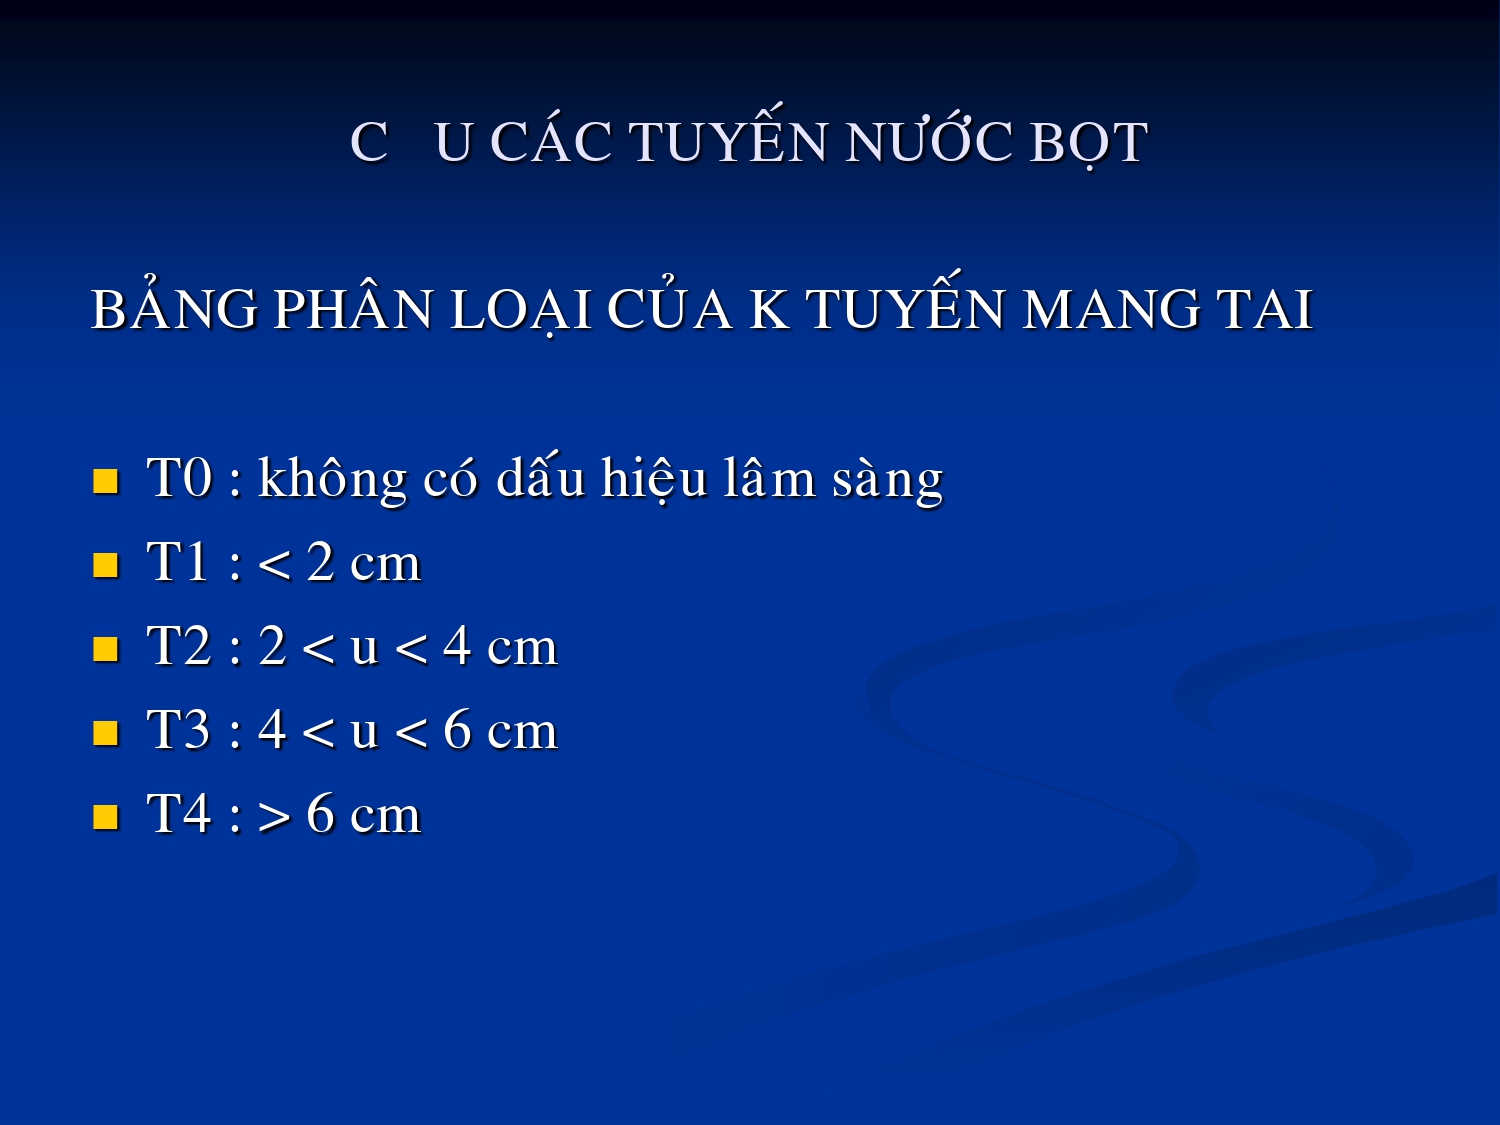 C U CÁC TUYẾN NƯỚC BỌT
BẢNG PHÂN LOẠI CỦA K TUYẾN MANG TAI
T0 : không có dấu hiệu lâm sàng
T1 : < 2 cm
T2 : 2 < u < 4 cm
T3 : 4 < u < 6 cm
T4 : > 6 cm